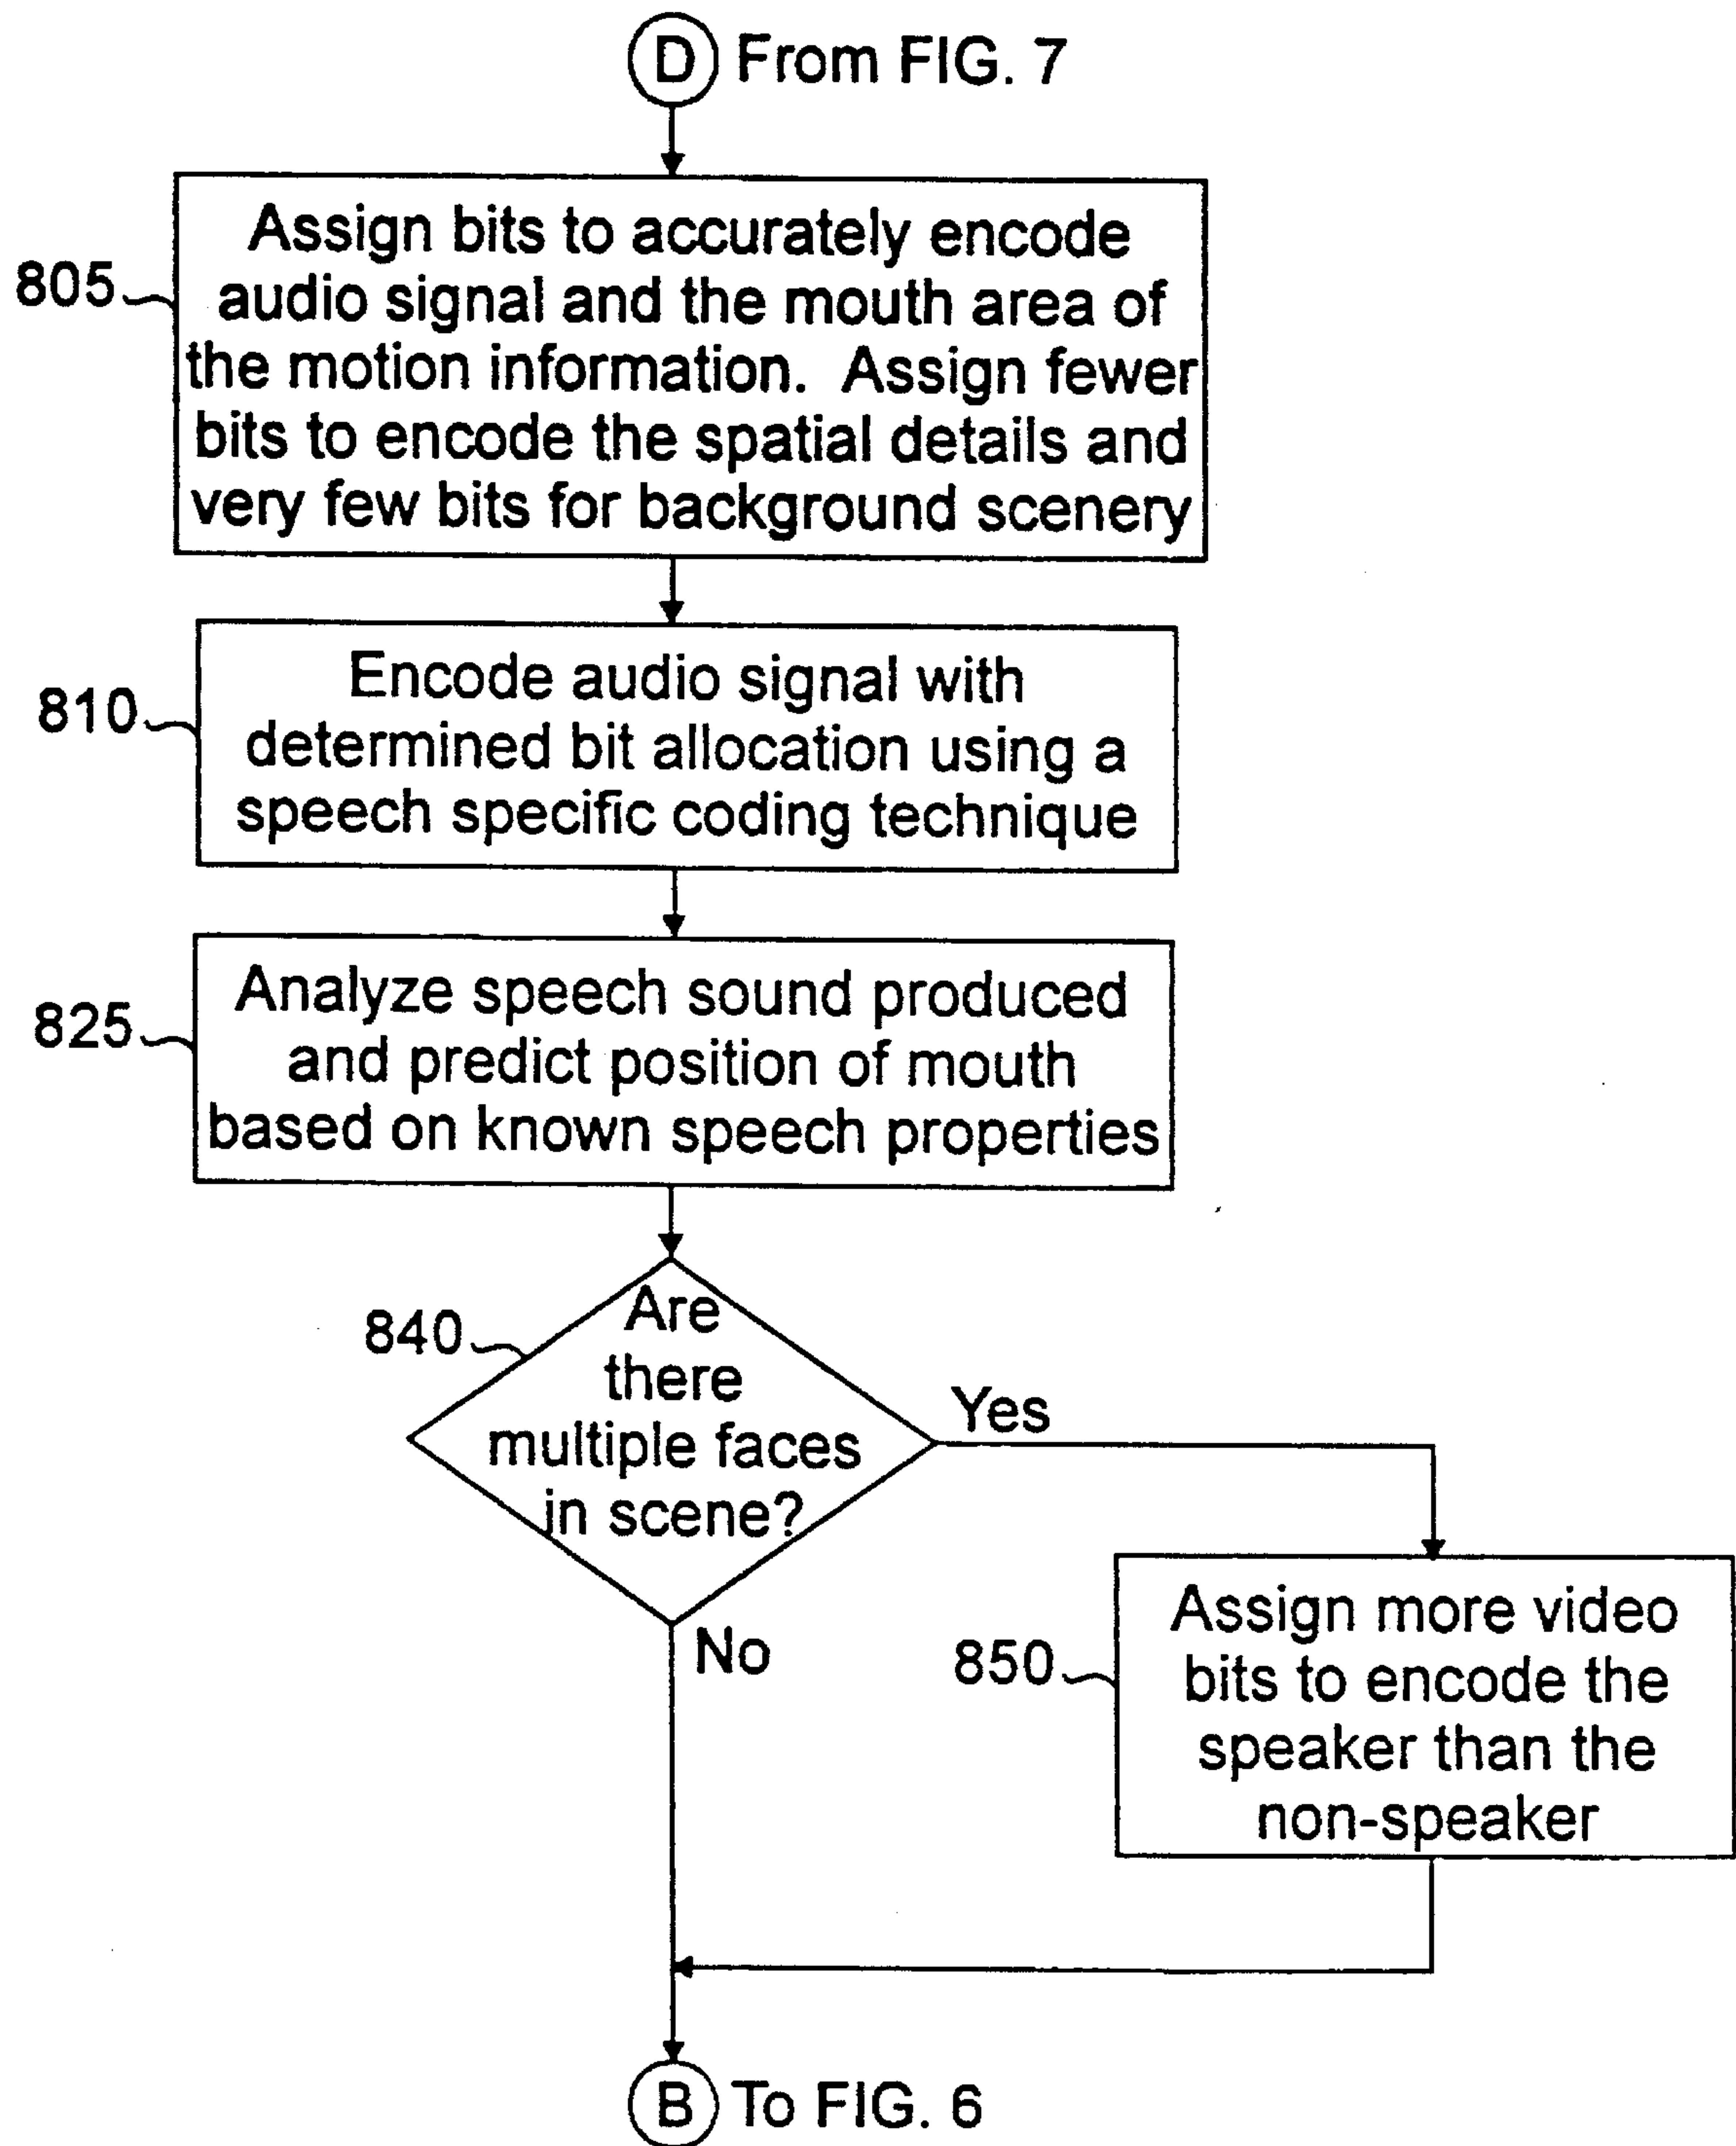 D From FIG. 7
805
Assign bits to accurately encode
audio signal and the mouth area of
the motion information. Assign fewer
bits to encode the spatial details and
very few bits for background scenery
810
Encode audio signal with
determined bit allocation using a
speech specific coding technique
825
Analyze speech sound produced
and predict position of mouth
based on known speech properties
840
Are
there
multiple faces
in scene?
Yes
No
850
Assign more video
bits to encode the
speaker than the
non-speaker
B To FIG. 6